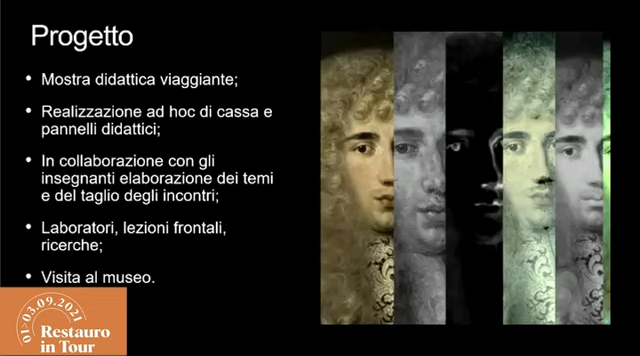 Progetto
• Mostra didattica viaggiante;
• Realizzazione ad hoc di cassa e
pannelli didattici;
• In collaborazione con gli
insegnanti elaborazione dei temi
e del taglio degli incontri;
• Laboratori, lezioni frontali,
ricerche;
• Visita al museo.
01>03.09.2021
Restauro
in Tour